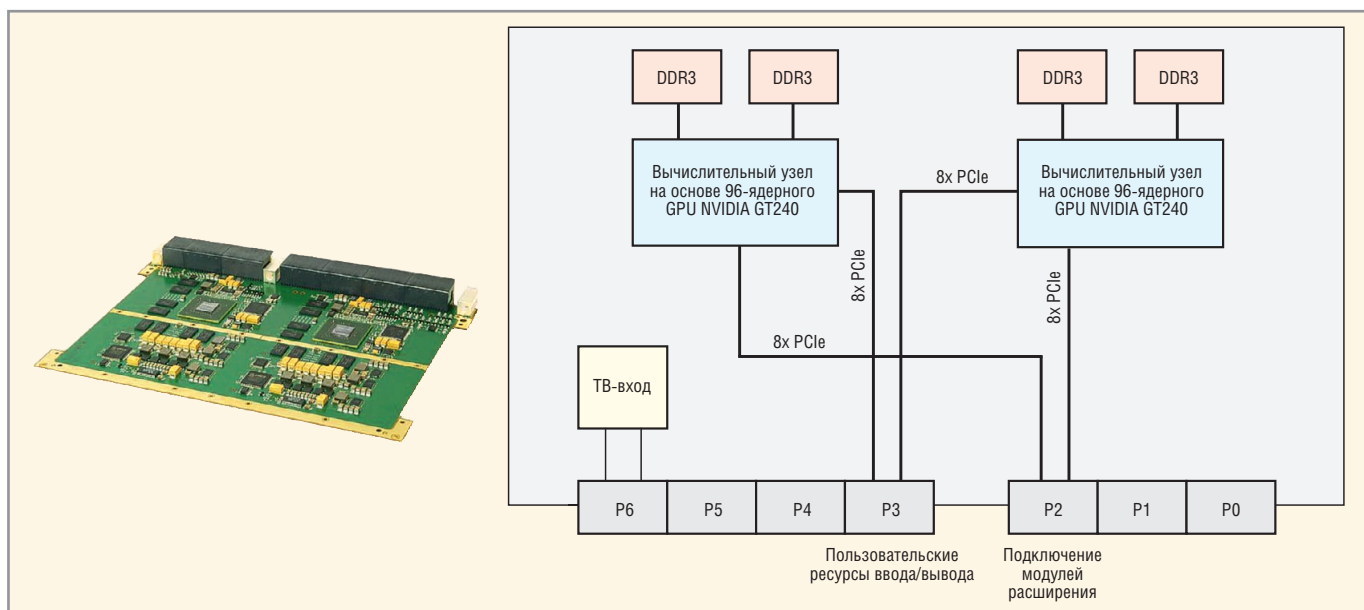 DDR3
DDR3
DDR3
DDR3
Вычислительный узел
на основе 96-ядерного
GPU NVIDIA GT240
8x PCIe
Вычислительный узел
на основе 96-ядерного
GPU NVIDIA GT240
8x PCIe
8x PCIe
8x PCIe
ТВ-вход
P6
P5
P4
P3
P2
P1
P0
Пользовательские
ресурсы ввода/вывода
Подключение
модулей
расширения